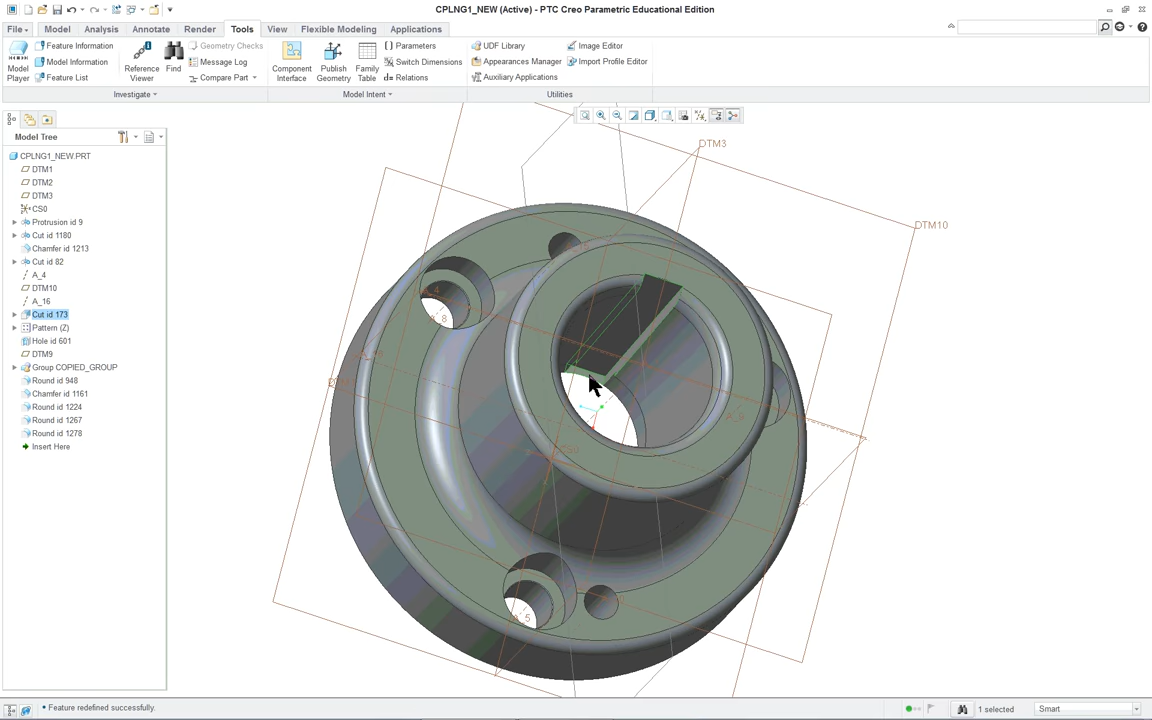 CPLNG1_NEW (Active) - PTC Creo Parametric Educational Edition
File Model Analysis Annotate Render Tools View Flexible Modeling Applications
Model Player
Feature Information
Model Information
Feature List
Reference Viewer
Find
Geometry Checks
Message Log
Compare Part
Investigate
Component Interface
Publish Geometry
Family Table
[] Parameters
Switch Dimensions
d= Relations
Model Intent
UDF Library
Appearances Manager
Auxiliary Applications
Image Editor
Import Profile Editor
Utilities
Model Tree
CPLNG1_NEW.PRT
DTM1
DTM2
DTM3
CS0
Protrusion id 9
Cut id 1180
Chamfer id 1213
Cut id 82
A_4
DTM10
A_16
Cut id 173
Pattern (Z)
Hole id 601
DTM9
Group COPIED_GROUP
Round id 948
Chamfer id 1161
Round id 1224
Round id 1267
Round id 1278
Insert Here
DTM3
DTM10
A_4
A_8
A_9
A_5
CS0
• Feature redefined successfully.
1 selected
Smart